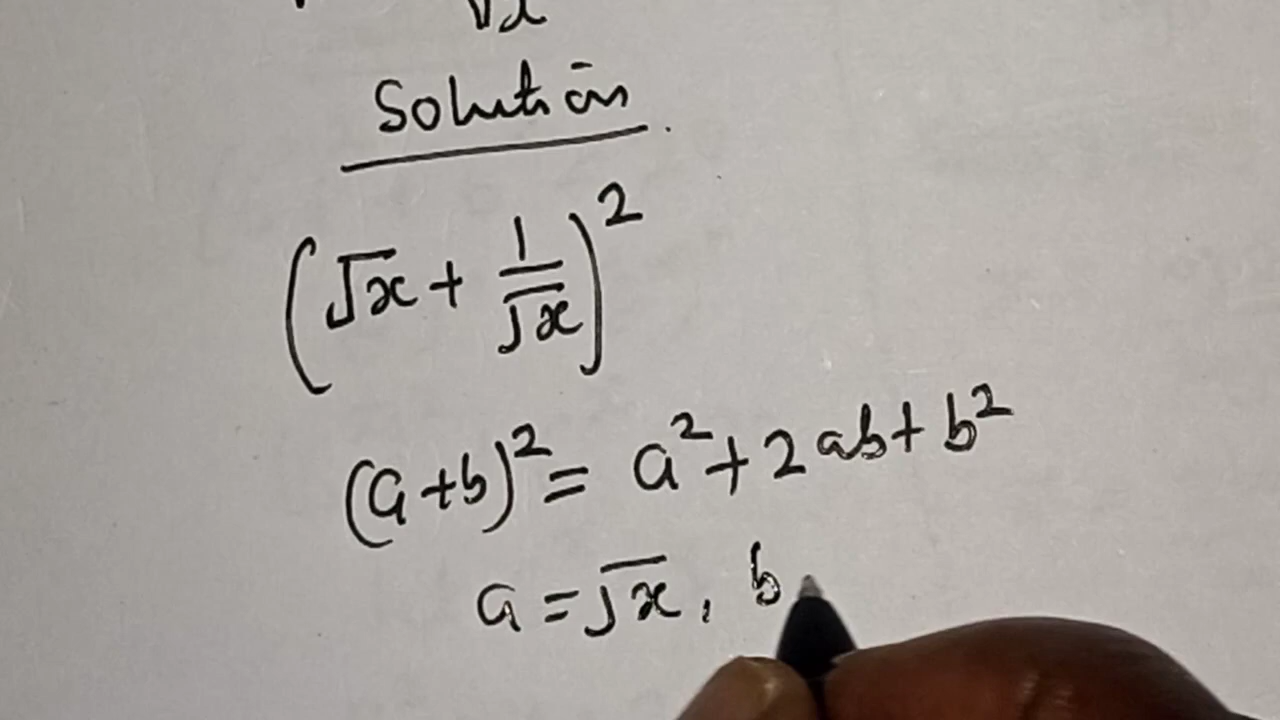 √x
Solution
(√x + 1/√x)²
(a+b)² = a² + 2ab + b²
a = √x, b